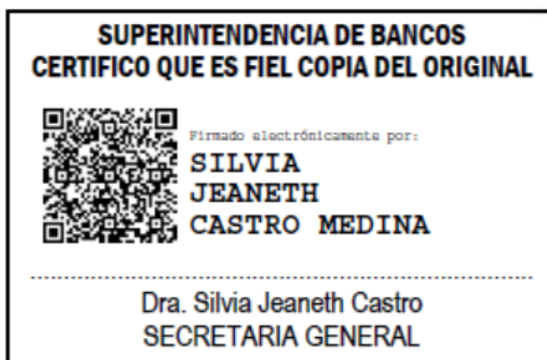 SUPERINTENDENCIA DE BANCOS
CERTIFICO QUE ES FIEL COPIA DEL ORIGINAL
Firmado electrónicamente por:
SILVIA
JEANETH
CASTRO MEDINA
Dra. Silvia Jeaneth Castro
SECRETARIA GENERAL